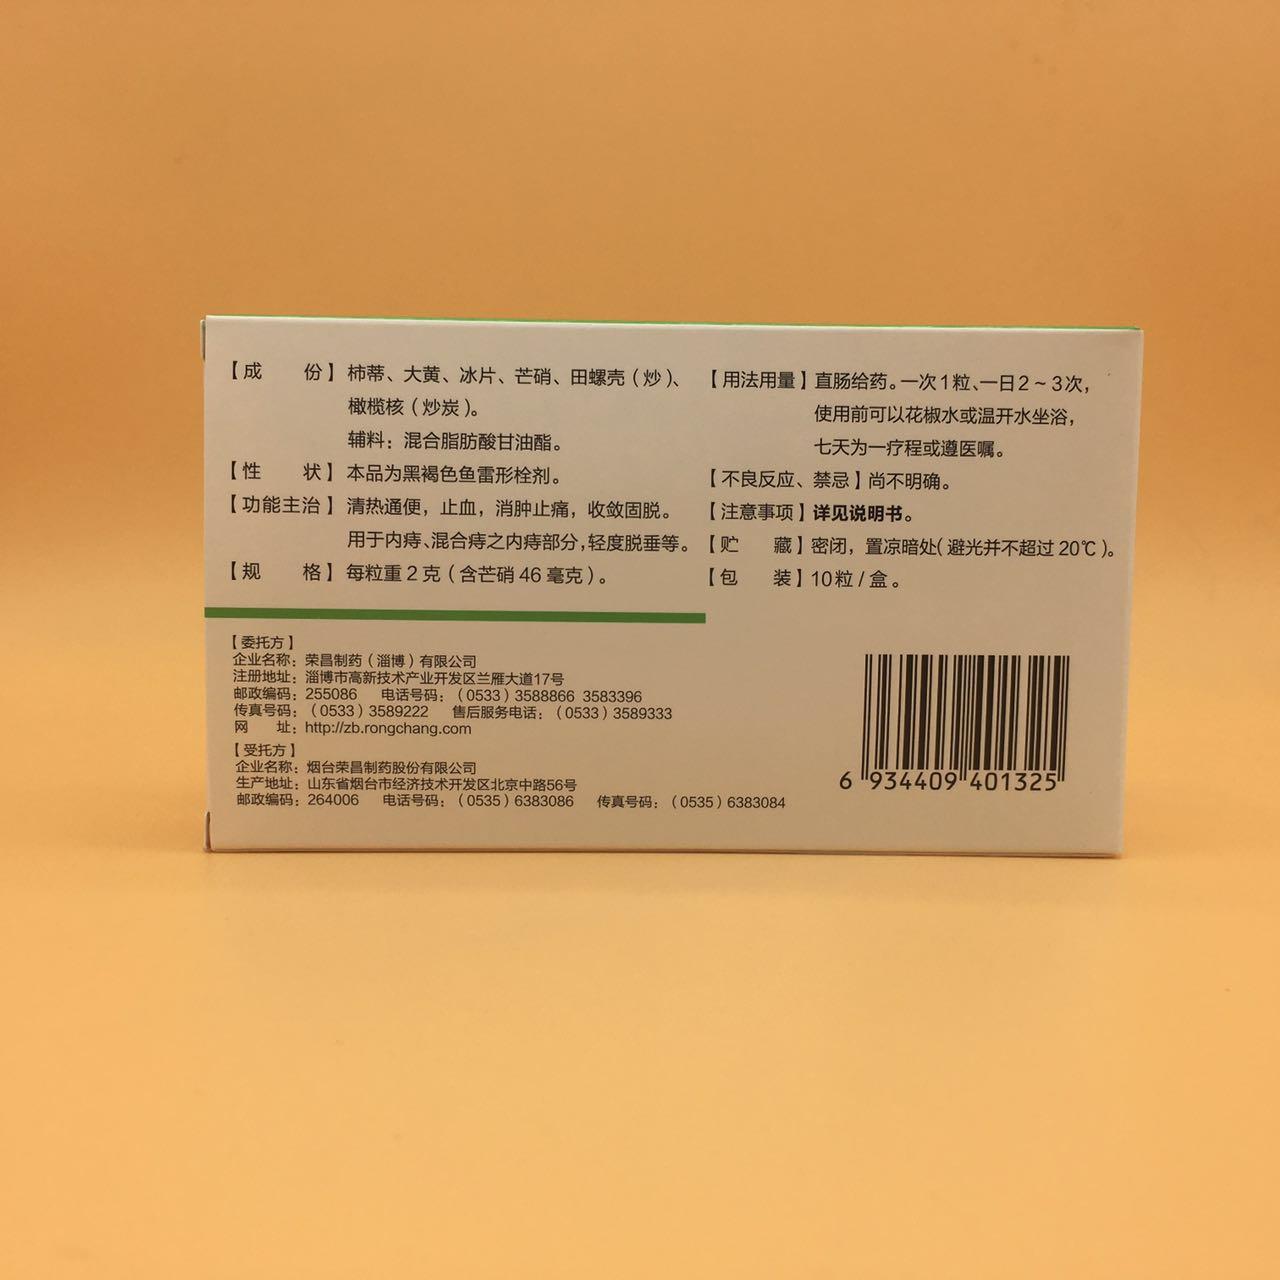 【成份】柿蒂、大黄、冰片、芒硝、田螺壳（炒）、
橄榄核（炒炭）。
辅料：混合脂肪酸甘油酯。
【性状】本品为黑褐色鱼雷形栓剂。
【功能主治】清热通便，止血，消肿止痛，收敛固脱。
用于内痔、混合痔之内痔部分，轻度脱垂等。
【规格】每粒重2克（含芒硝46毫克）。
【用法用量】直肠给药。一次1粒、一日2～3次，
使用前可以花椒水或温开水坐浴，
七天为一疗程或遵医嘱。
【不良反应、禁忌】尚不明确。
【注意事项】详见说明书。
【贮藏】密闭，置凉暗处（避光并不超过20℃）。
【包装】10粒/盒。
【委托方】
企业名称：荣昌制药（淄博）有限公司
注册地址：淄博市高新技术产业开发区兰雁大道17号
邮政编码：255086 电话号码：（0533）3588866 3583396
传真号码：（0533）3589222 售后服务电话：（0533）3589333
网址：http://zb.rongchang.com
【受托方】
企业名称：烟台荣昌制药股份有限公司
生产地址：山东省烟台市经济技术开发区北京中路56号
邮政编码：264006 电话号码：（0535）6383086 传真号码：（0535）6383084
6 934409 401325